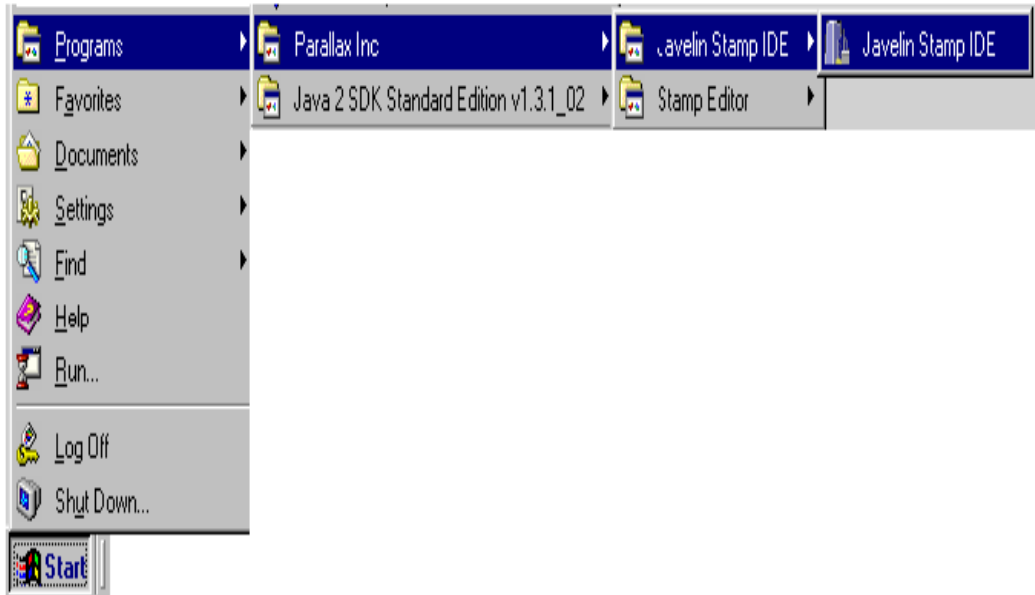 Programs
Parallax Inc
Javelin Stamp IDE
Javelin Stamp IDE
Favorites
Java 2 SDK Standard Edition v1.3.1_02
Stamp Editor
Documents
Settings
Find
Help
Run...
Log Off
Shut Down...
Start